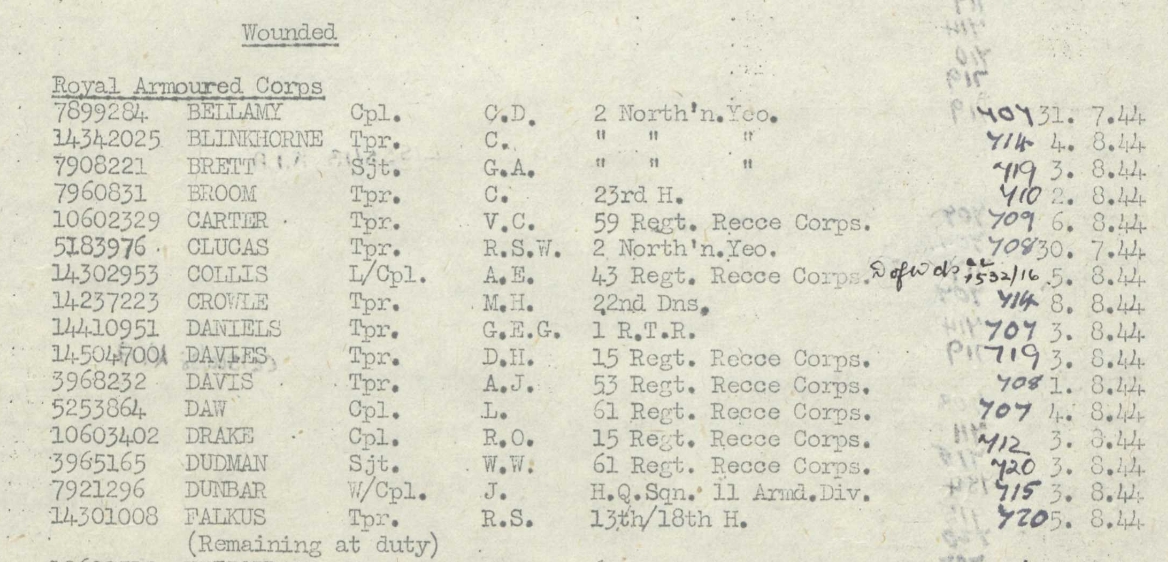 Wounded
Royal Armoured Corps
7899284 BELLAMY Cpl. C.D. 2 North'n.Yeo. 707 31. 7.44
14342025 BLINKHORNE Tpr. C. " " " 714 4. 8.44
7908221 BRETT Sjt. G.A. " " " 719 3. 8.44
7960831 BROOM Tpr. C. 23rd H. 710 2. 8.44
10602329 CARTER Tpr. V.C. 59 Regt. Recce Corps. 709 6. 8.44
5183976 CLUCAS Tpr. R.S.W. 2 North'n.Yeo. 708 30. 7.44
14302953 COLLIS L/Cpl. A.E. 43 Regt. Recce Corps. D of Wds 1532/16 5. 8.44
14237223 CROWLE Tpr. M.H. 22nd Dns. 714 8. 8.44
14410951 DANIELS Tpr. G.E.G. 1 R.T.R. 707 3. 8.44
14504700 DAVIES Tpr. D.H. 15 Regt. Recce Corps. 719 3. 8.44
3968232 DAVIS Tpr. A.J. 53 Regt. Recce Corps. 708 1. 8.44
5253864 DAW Cpl. L. 61 Regt. Recce Corps. 707 4. 8.44
10603402 DRAKE Cpl. R.O. 15 Regt. Recce Corps. 712 3. 8.44
3965165 DUDMAN Sjt. W.W. 61 Regt. Recce Corps. 720 3. 8.44
7921296 DUNBAR W/Cpl. J. H.Q.Sqn. 11 Armd.Div. 715 3. 8.44
14301008 FALKUS Tpr. R.S. 13th/18th H. 720 5. 8.44
(Remaining at duty)